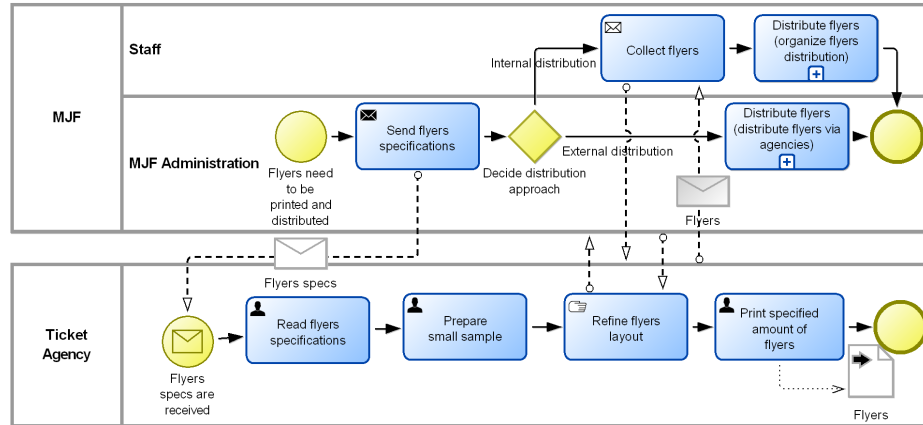 MJF
Staff
Collect flyers
Distribute flyers
(organize flyers
distribution)
Internal distribution
MJF Administration
Flyers need
to be
printed and
distributed
Send flyers
specifications
Decide distribution
approach
External distribution
Distribute flyers
(distribute flyers via
agencies)
Flyers
Flyers specs
Ticket
Agency
Flyers
specs are
received
Read flyers
specifications
Prepare
small sample
Refine flyers
layout
Print specified
amount of
flyers
Flyers